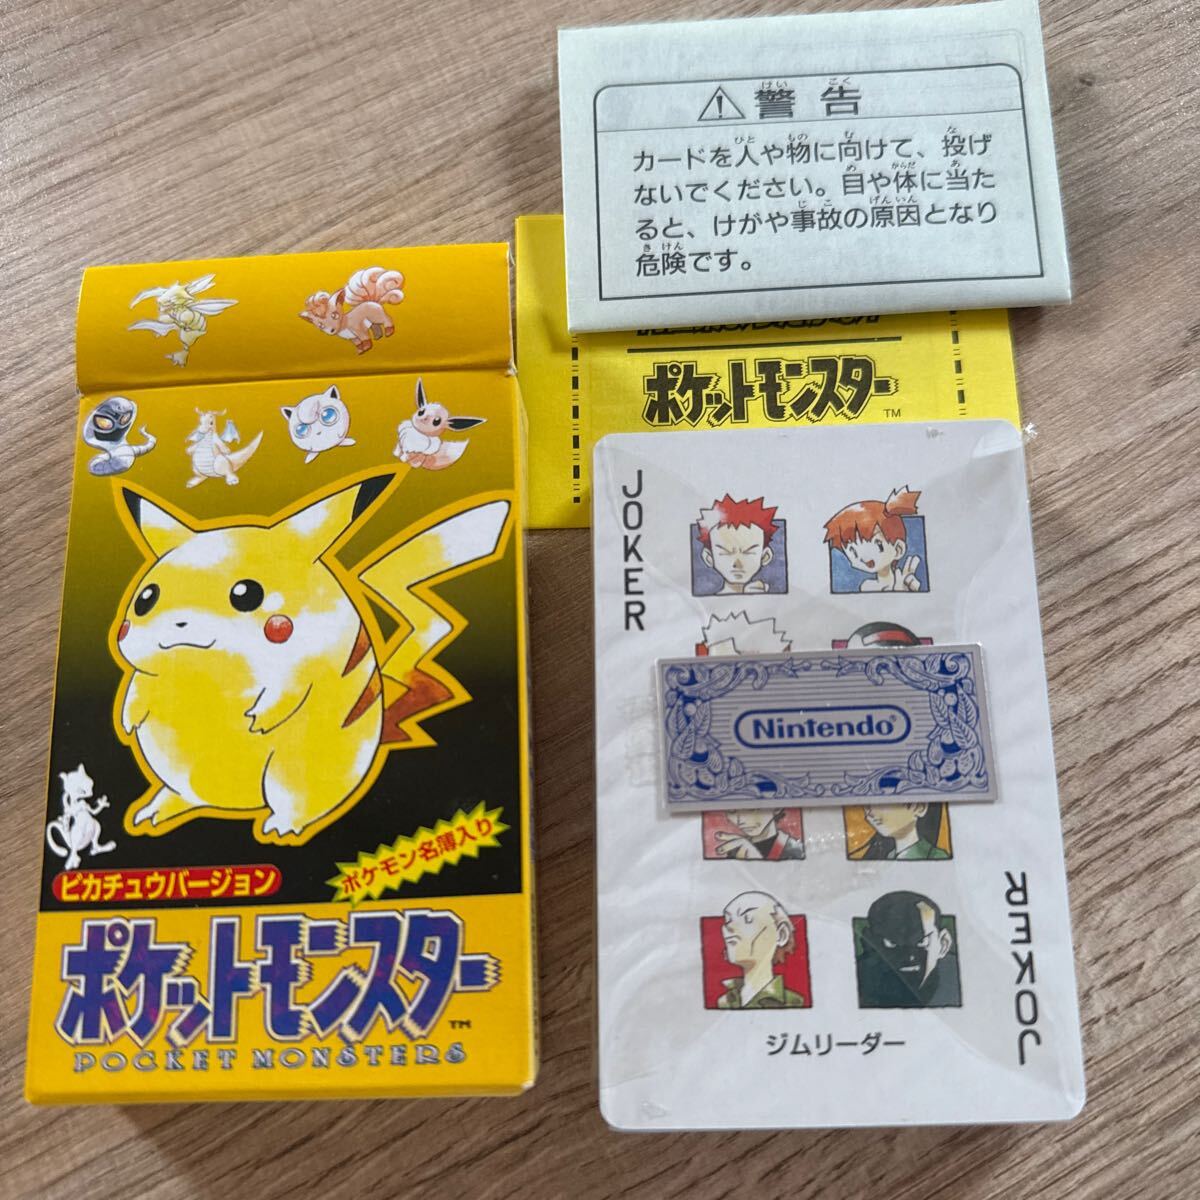 警告
カードを人や物に向けて、投げ
ないでください。目や体に当た
ると、けがや事故の原因となり
危険です。
ポケットモンスター™
ピカチュウバージョン
ポケモン名簿入り
ポケットモンスター™
POCKET MONSTERS
JOKER
Nintendo®
ジムリーダー
JOKER